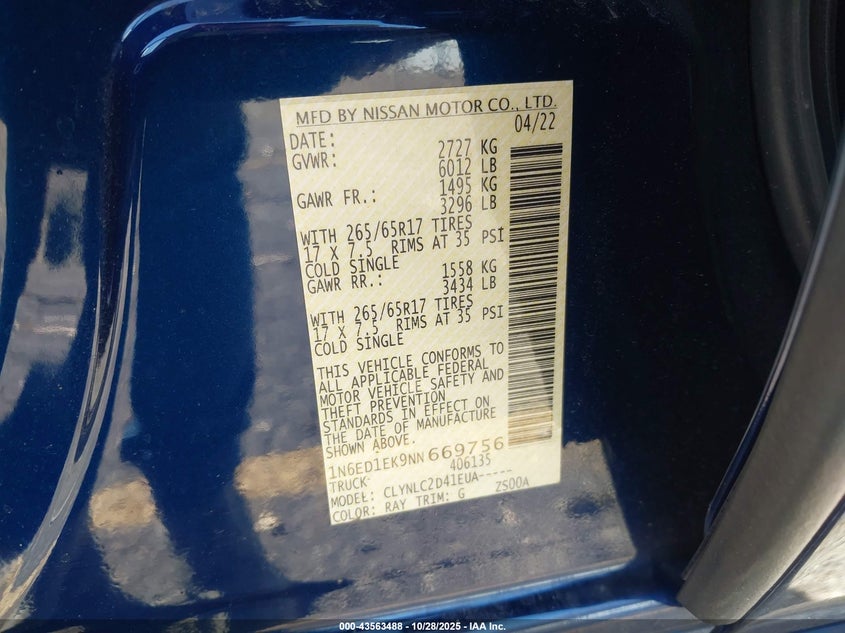 MFD BY NISSAN MOTOR CO., LTD.
DATE: 04/22
GVWR: 2727 KG
6012 LB
GAWR FR.: 1495 KG
3296 LB
WITH 265/65R17 TIRES
17 X 7.5 RIMS AT 35 PSI
COLD SINGLE
GAWR RR.: 1558 KG
3434 LB
WITH 265/65R17 TIRES
17 X 7.5 RIMS AT 35 PSI
COLD SINGLE
THIS VEHICLE CONFORMS TO
ALL APPLICABLE FEDERAL
MOTOR VEHICLE SAFETY AND
THEFT PREVENTION
STANDARDS IN EFFECT ON
THE DATE OF MANUFACTURE
SHOWN ABOVE.
1N6ED1EK9NN669756
TRUCK 406135
MODEL: CLYNLC2D41EUA-----
COLOR: RAY TRIM: G ZS00A
000-43563488 - 10/28/2025 - IAA Inc.